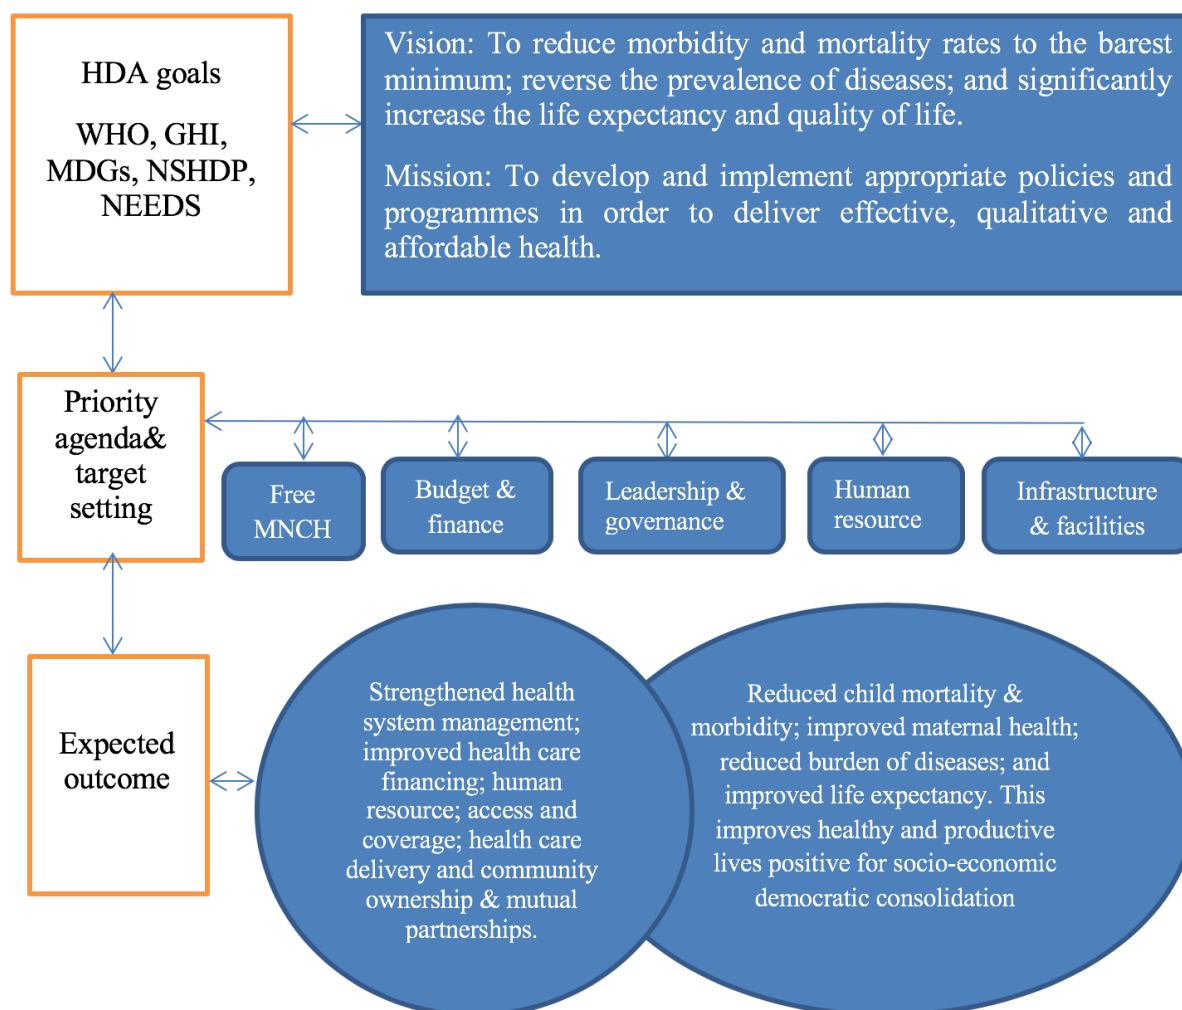 HDA goals
WHO, GHI,
MDGs, NSHDP,
NEEDS
Vision: To reduce morbidity and mortality rates to the barest
minimum; reverse the prevalence of diseases; and significantly
increase the life expectancy and quality of life.
Mission: To develop and implement appropriate policies and
programmes in order to deliver effective, qualitative and
affordable health.
Priority
agenda&
target
setting
Free
MNCH
Budget &
finance
Leadership &
governance
Human
resource
Infrastructure
& facilities
Expected
outcome
Strengthened health
system management;
improved health care
financing; human
resource; access and
coverage; health care
delivery and community
ownership & mutual
partnerships.
Reduced child mortality &
morbidity; improved maternal health;
reduced burden of diseases; and
improved life expectancy. This
improves healthy and productive
lives positive for socio-economic
democratic consolidation